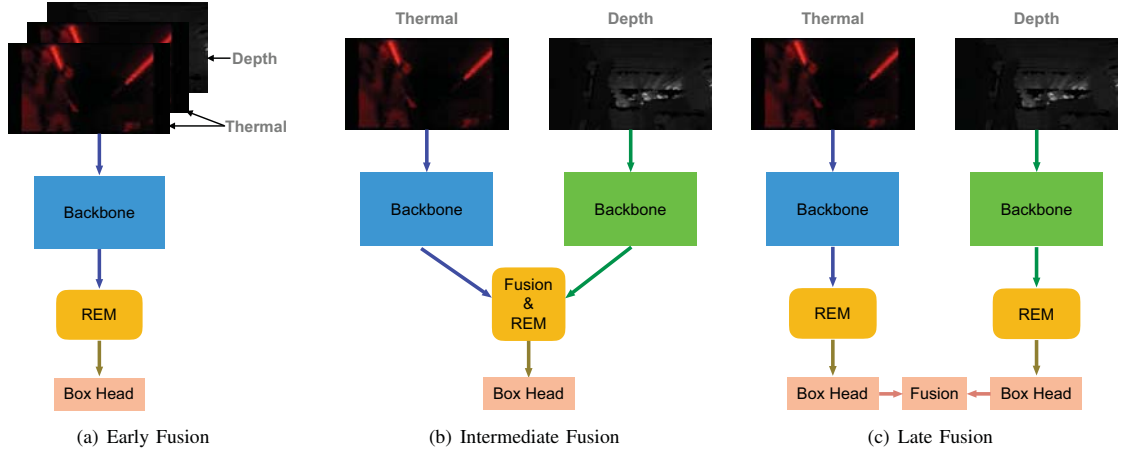 Depth
Thermal
Backbone
REM
Box Head
(a) Early Fusion
Thermal
Depth
Backbone
Backbone
Fusion
&
REM
Box Head
(b) Intermediate Fusion
Thermal
Depth
Backbone
Backbone
REM
REM
Box Head
Fusion
Box Head
(c) Late Fusion